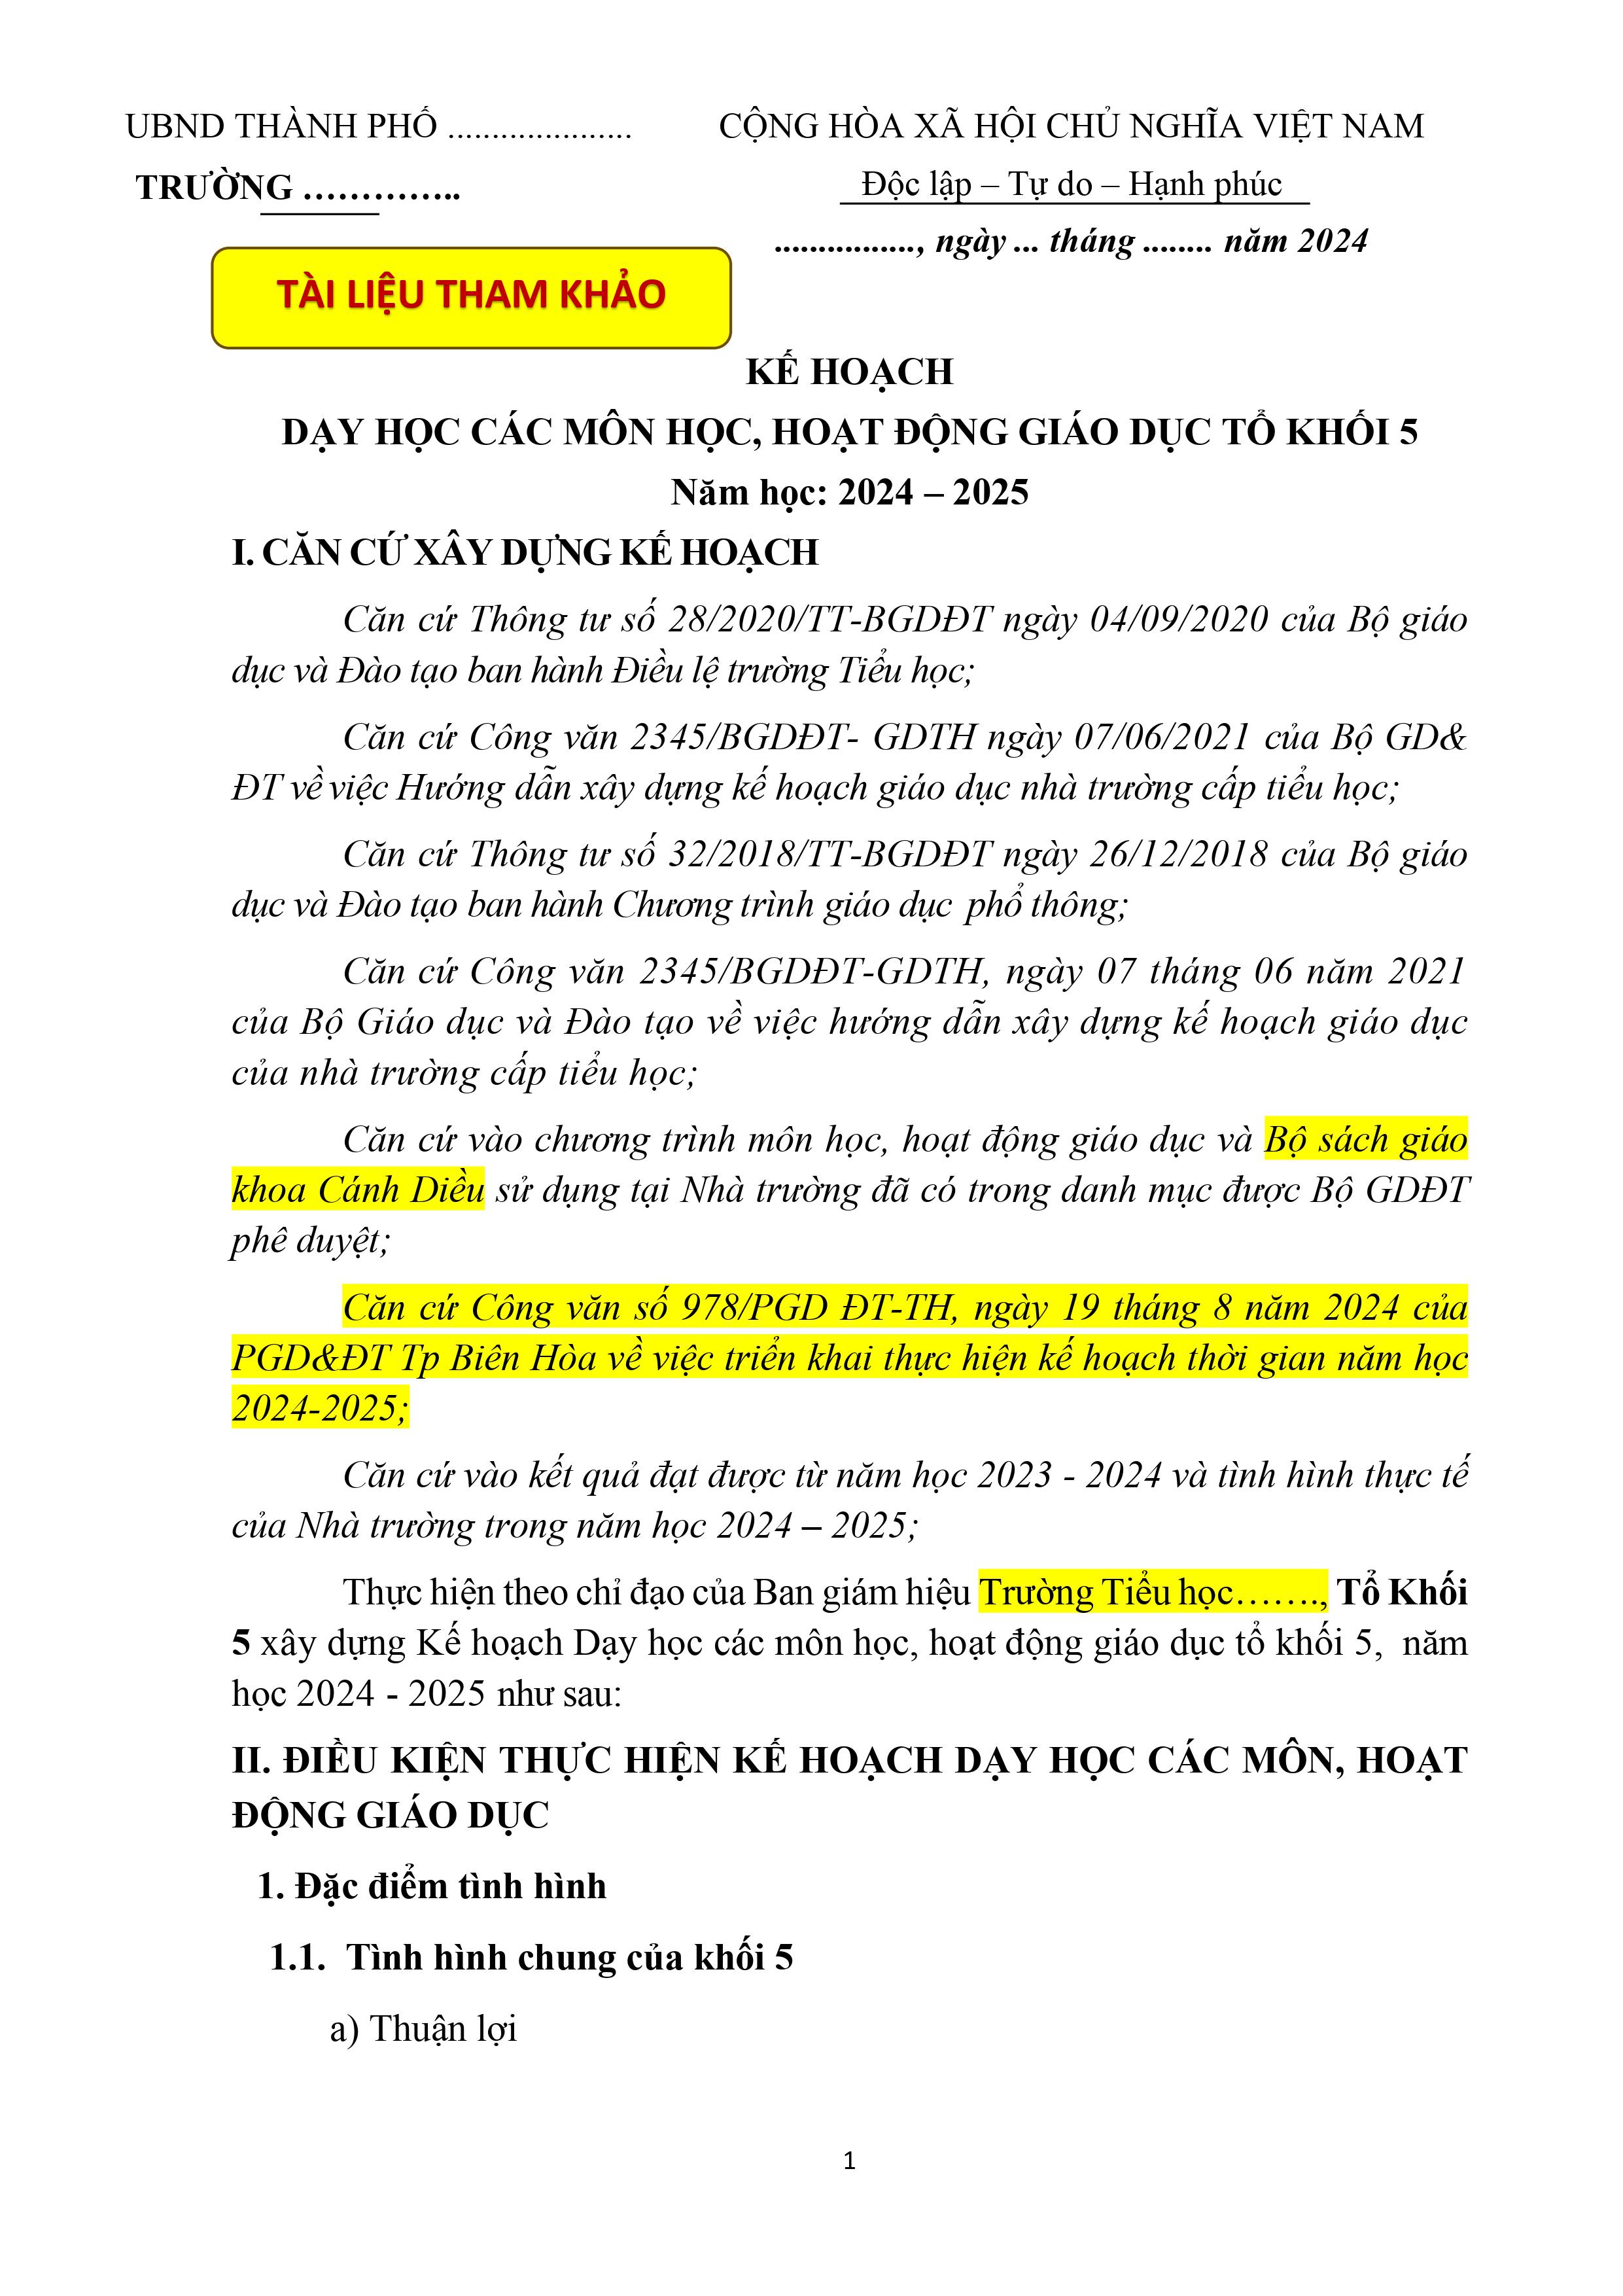 UBND THÀNH PHỐ .....................
TRƯỜNG …………..
CỘNG HÒA XÃ HỘI CHỦ NGHĨA VIỆT NAM
Độc lập – Tự do – Hạnh phúc
................, ngày ... tháng ........ năm 2024
TÀI LIỆU THAM KHẢO
KẾ HOẠCH
DẠY HỌC CÁC MÔN HỌC, HOẠT ĐỘNG GIÁO DỤC TỔ KHỐI 5
Năm học: 2024 – 2025
I. CĂN CỨ XÂY DỰNG KẾ HOẠCH
Căn cứ Thông tư số 28/2020/TT-BGDĐT ngày 04/09/2020 của Bộ giáo
dục và Đào tạo ban hành Điều lệ trường Tiểu học;
Căn cứ Công văn 2345/BGDĐT- GDTH ngày 07/06/2021 của Bộ GD&
ĐT về việc Hướng dẫn xây dựng kế hoạch giáo dục nhà trường cấp tiểu học;
Căn cứ Thông tư số 32/2018/TT-BGDĐT ngày 26/12/2018 của Bộ giáo
dục và Đào tạo ban hành Chương trình giáo dục phổ thông;
Căn cứ Công văn 2345/BGDĐT-GDTH, ngày 07 tháng 06 năm 2021
của Bộ Giáo dục và Đào tạo về việc hướng dẫn xây dựng kế hoạch giáo dục
của nhà trường cấp tiểu học;
Căn cứ vào chương trình môn học, hoạt động giáo dục và Bộ sách giáo
khoa Cánh Diều sử dụng tại Nhà trường đã có trong danh mục được Bộ GDĐT
phê duyệt;
Căn cứ Công văn số 978/PGD ĐT-TH, ngày 19 tháng 8 năm 2024 của
PGD&ĐT Tp Biên Hòa về việc triển khai thực hiện kế hoạch thời gian năm học
2024-2025;
Căn cứ vào kết quả đạt được từ năm học 2023 - 2024 và tình hình thực tế
của Nhà trường trong năm học 2024 – 2025;
Thực hiện theo chỉ đạo của Ban giám hiệu Trường Tiểu học……., Tổ Khối
5 xây dựng Kế hoạch Dạy học các môn học, hoạt động giáo dục tổ khối 5, năm
học 2024 - 2025 như sau:
II. ĐIỀU KIỆN THỰC HIỆN KẾ HOẠCH DẠY HỌC CÁC MÔN, HOẠT
ĐỘNG GIÁO DỤC
1. Đặc điểm tình hình
1.1. Tình hình chung của khối 5
a) Thuận lợi
1